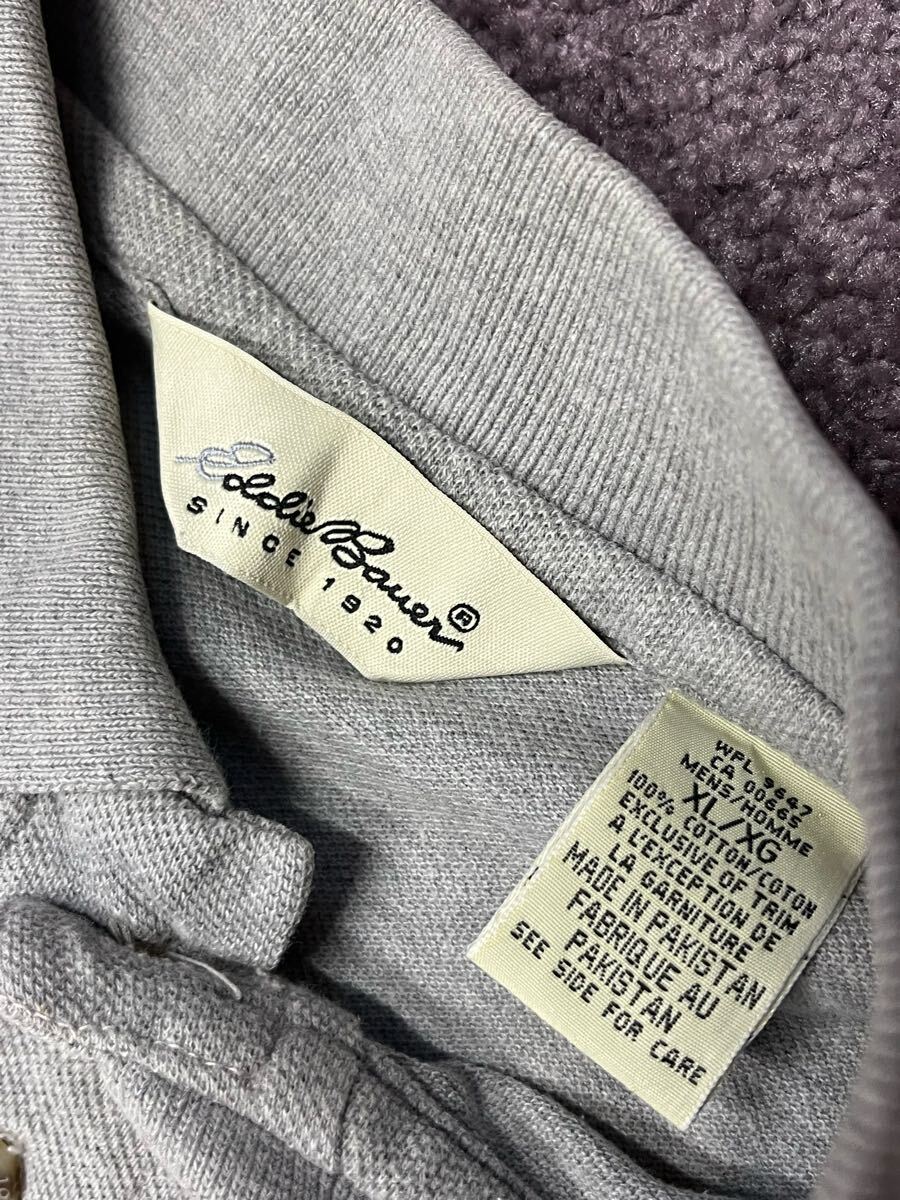 Eddie Bauer®
SINCE 1920
WPL 9647
CA 00665
MENS/HOMME
XL/XG
100% COTTON/COTON
EXCLUSIVE OF TRIM
A L'EXCEPTION DE
LA GARNITURE
MADE IN PAKISTAN
FABRIQUE AU
PAKISTAN
SEE SIDE FOR CARE